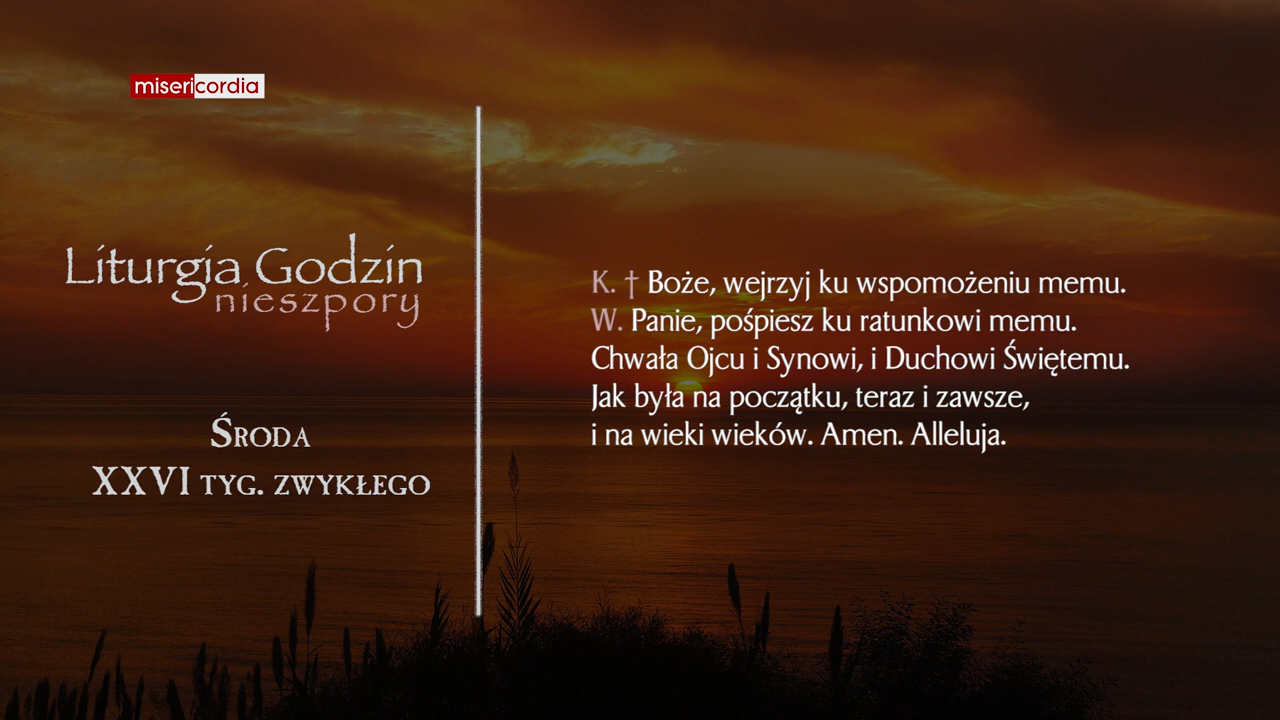 misericordia
Liturgia Godzin
nieszpory
Środa
XXVI tyg. zwykłego
K. † Boże, wejrzyj ku wspomożeniu memu.
W. Panie, pośpiesz ku ratunkowi memu.
Chwała Ojcu i Synowi, i Duchowi Świętemu.
Jak była na początku, teraz i zawsze,
i na wieki wieków. Amen. Alleluja.